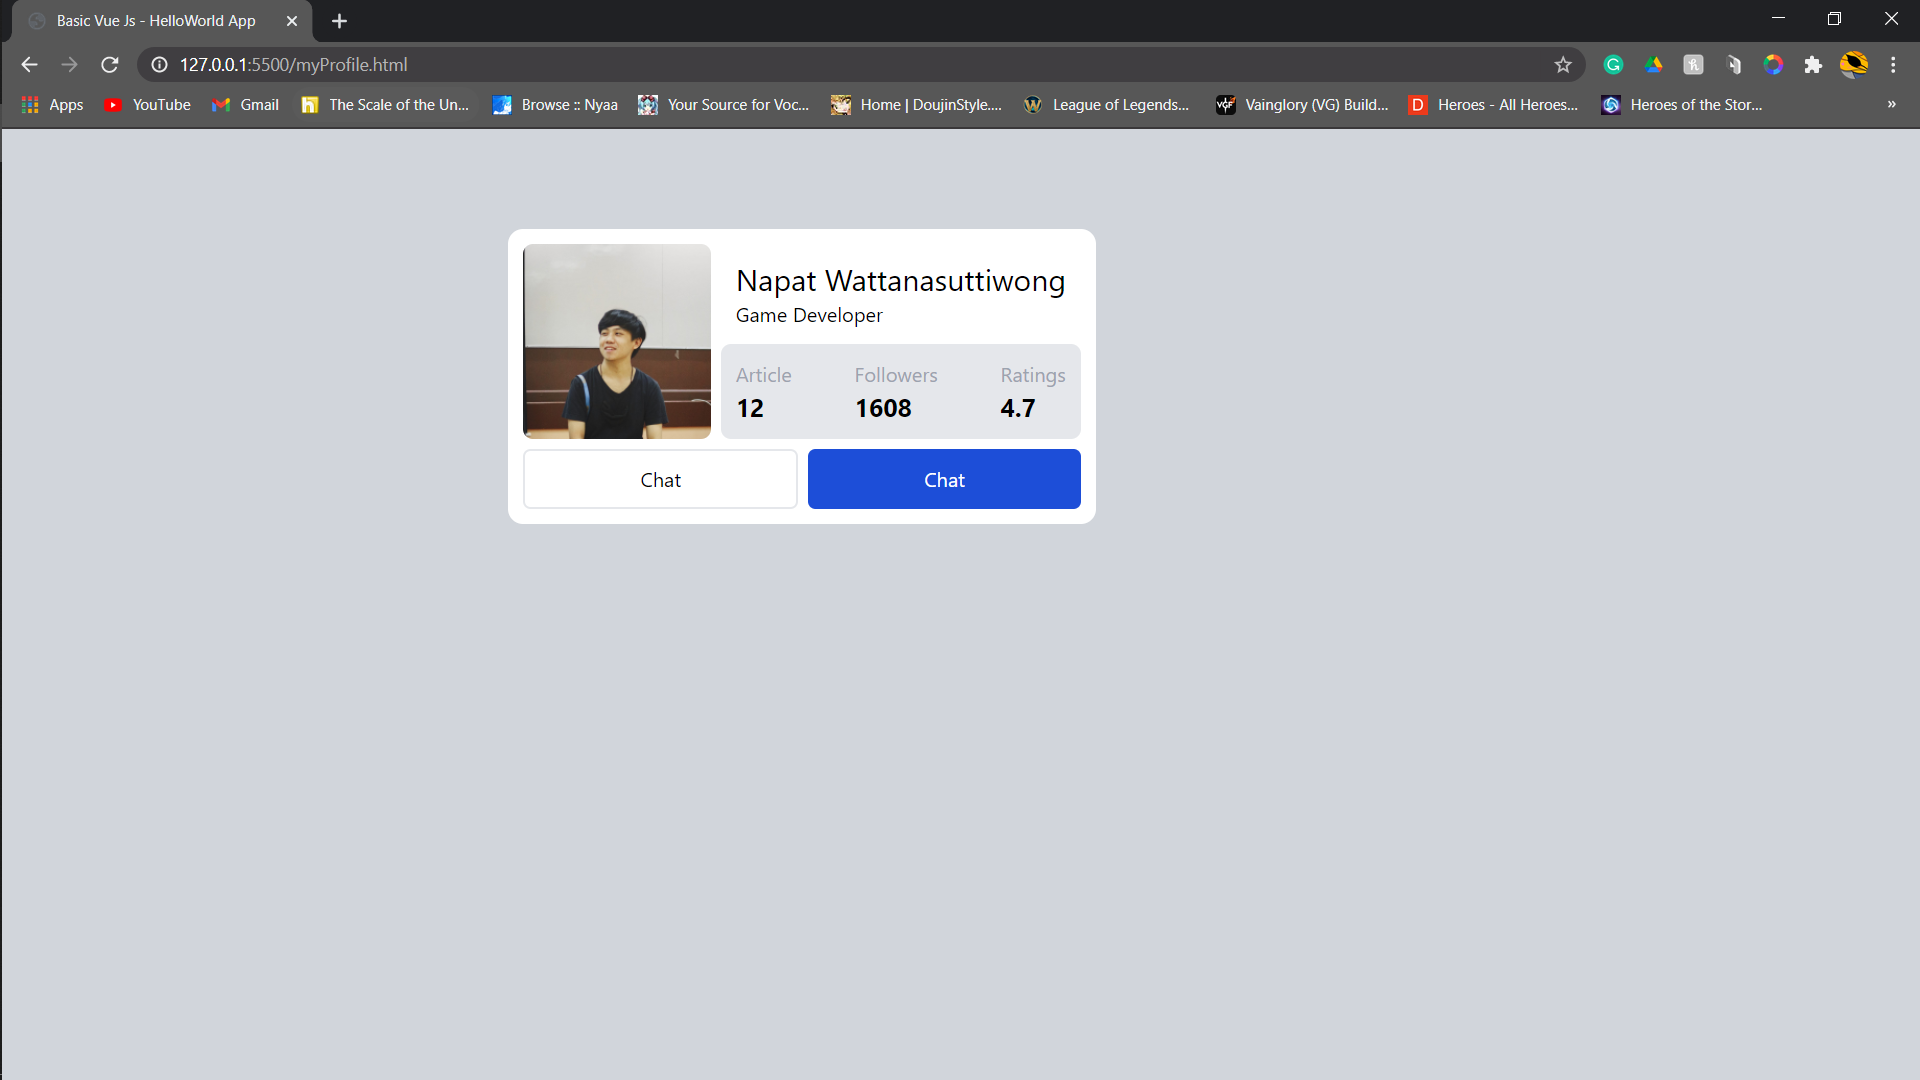 Basic Vue Js - HelloWorld App
127.0.0.1:5500/myProfile.html
Apps YouTube Gmail The Scale of the Un... Browse :: Nyaa Your Source for Voc... Home | DoujinStyle.... League of Legends... VGF Vainglory (VG) Build... D Heroes - All Heroes... Heroes of the Stor... »
Napat Wattanasuttiwong
Game Developer
Article Followers Ratings
12 1608 4.7
Chat Chat